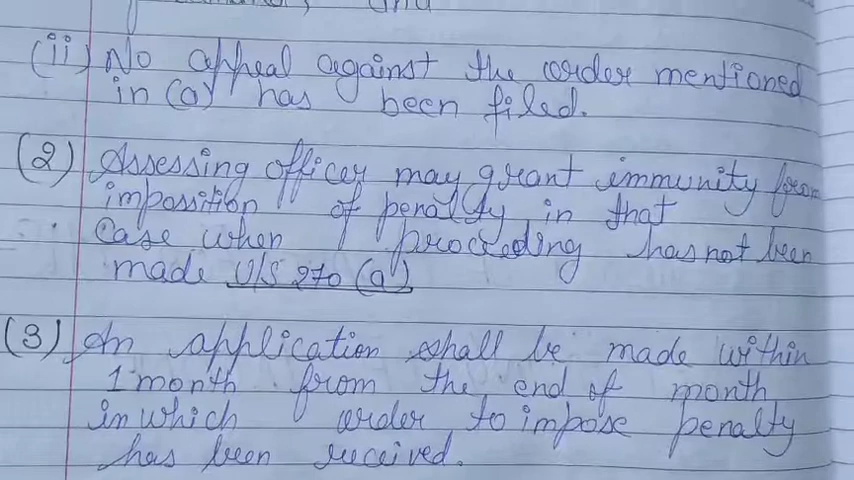 and
(ii) No appeal against the order mentioned
in (a) has been filed.
(2) Assessing officer may grant immunity from
impossition of penalty in that
case when proceeding has not been
made U/S 270 (a)
(3) An application shall be made within
1 month from the end of month
in which order to impose penalty
has been received.